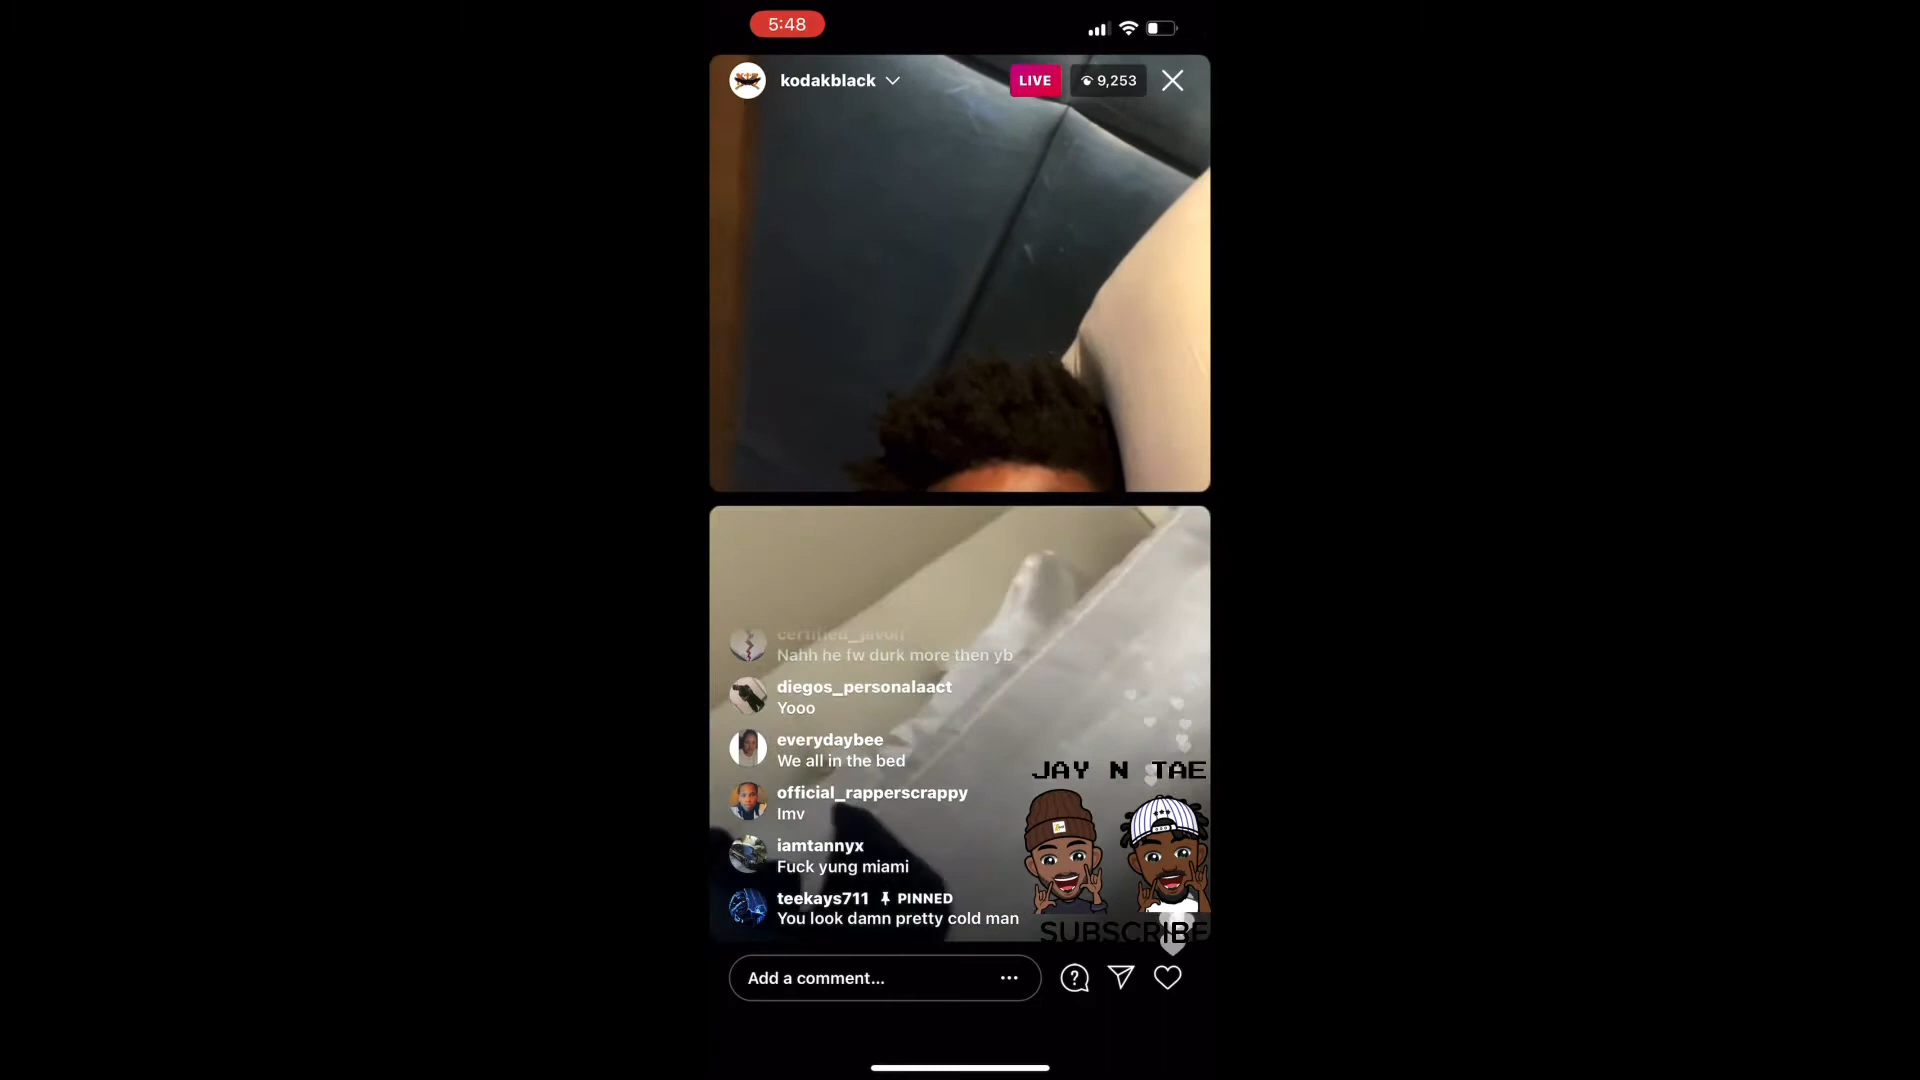 5:48
kodakblack
LIVE
9,253
certified_javon
Nahh he fw durk more then yb
diegos_personalaact
Yooo
everydaybee
We all in the bed
official_rapperscrappy
Imv
iamtannyx
Fuck yung miami
teekays711 PINNED
You look damn pretty cold man
JAY N TAE
SUBSCRIBE
Add a comment...